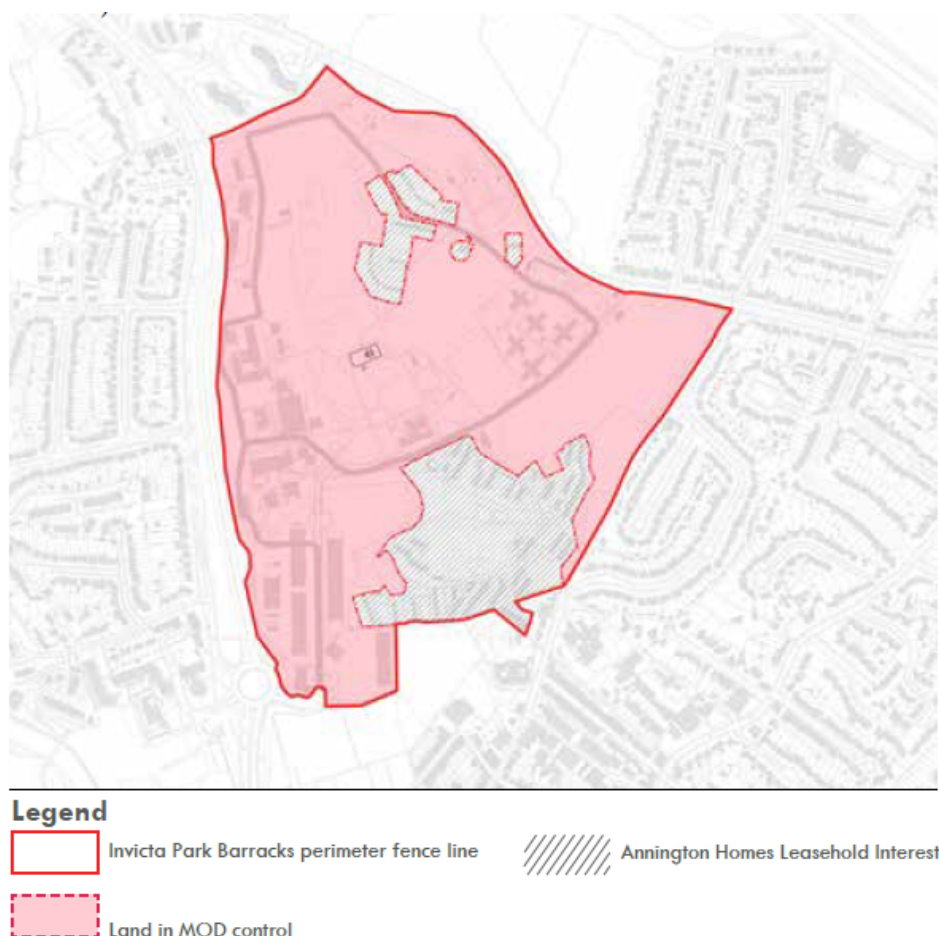 Legend
Invicta Park Barracks perimeter fence line
Annington Homes Leasehold Interest
Land in MOD control